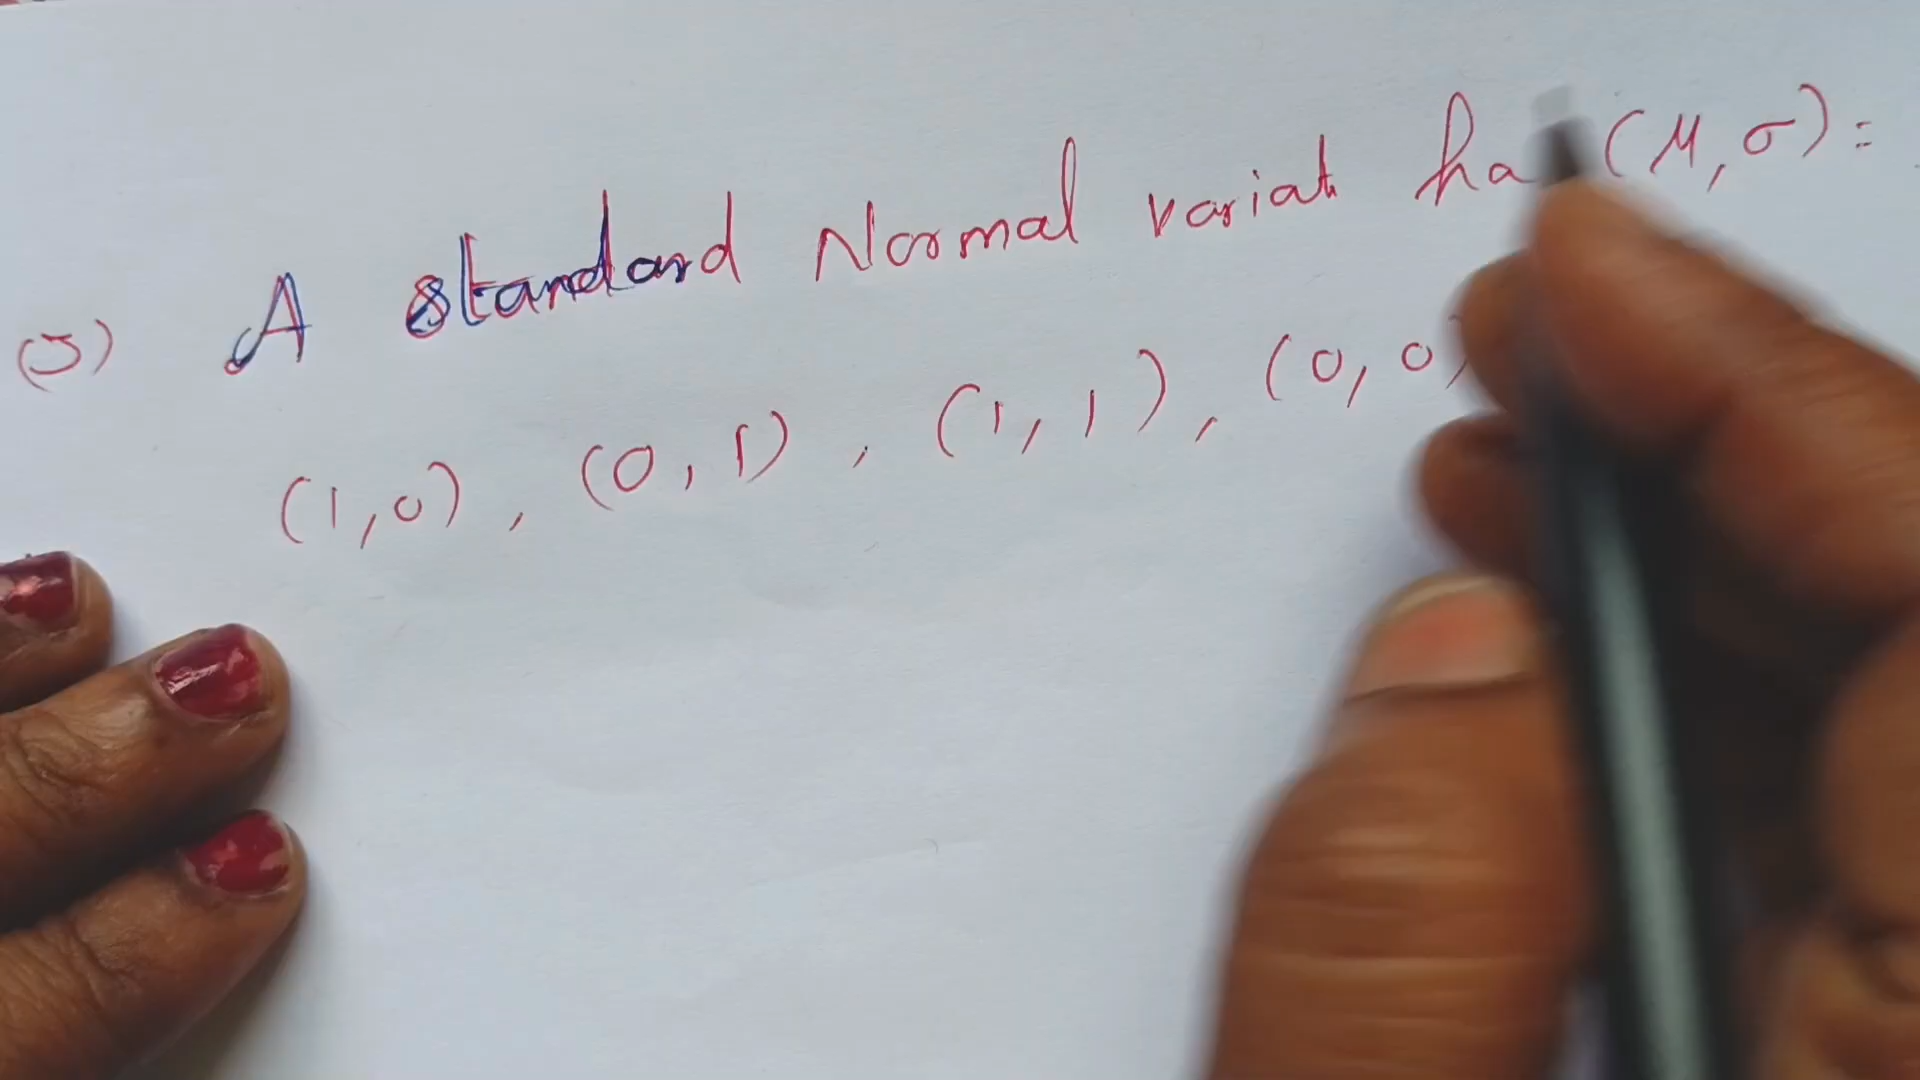 (5) A standard Normal variat ha (μ, σ) =
(1,0), (0, 1), (1, 1), (0, 0)